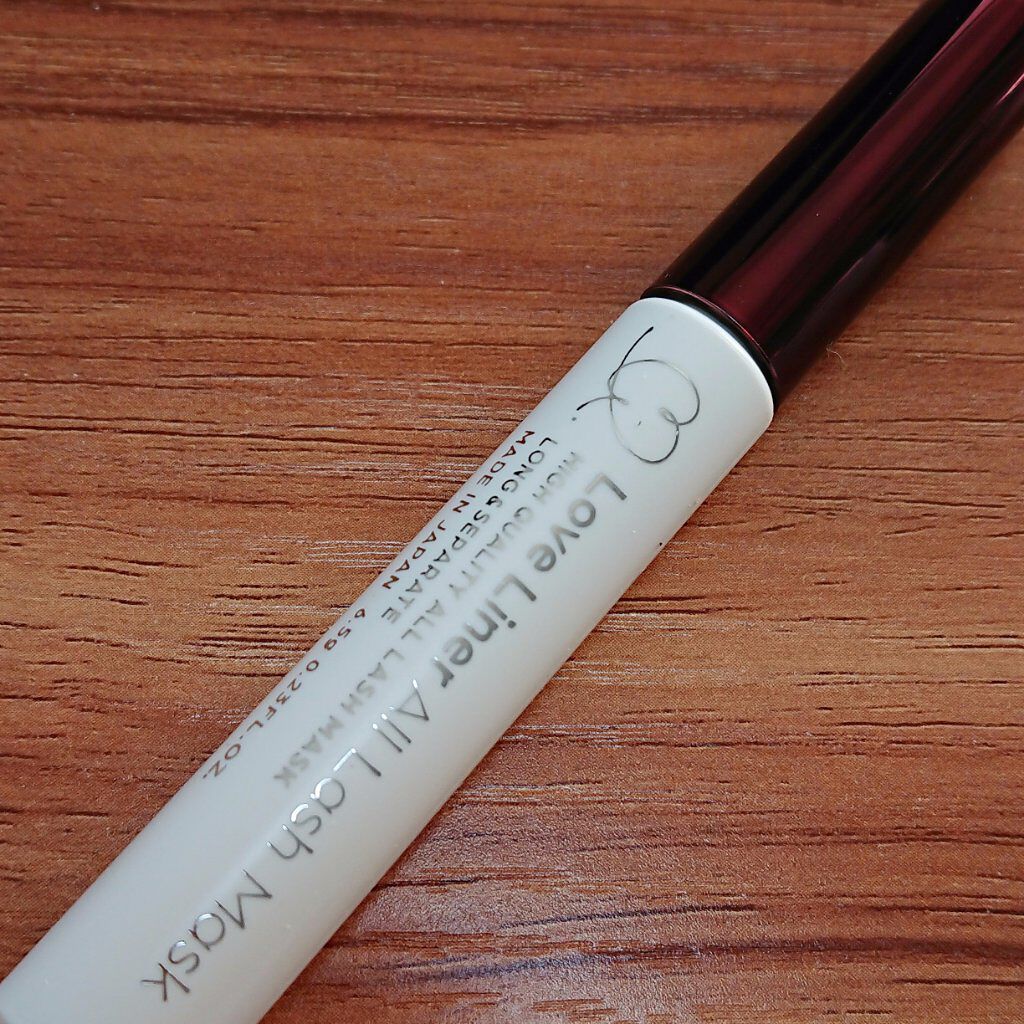 Love Liner / All Lash Mask
HIGH QUALITY ALL LASH MASK
LONG & SEPARATE
MADE IN JAPAN 6.5g 0.23FL.OZ.